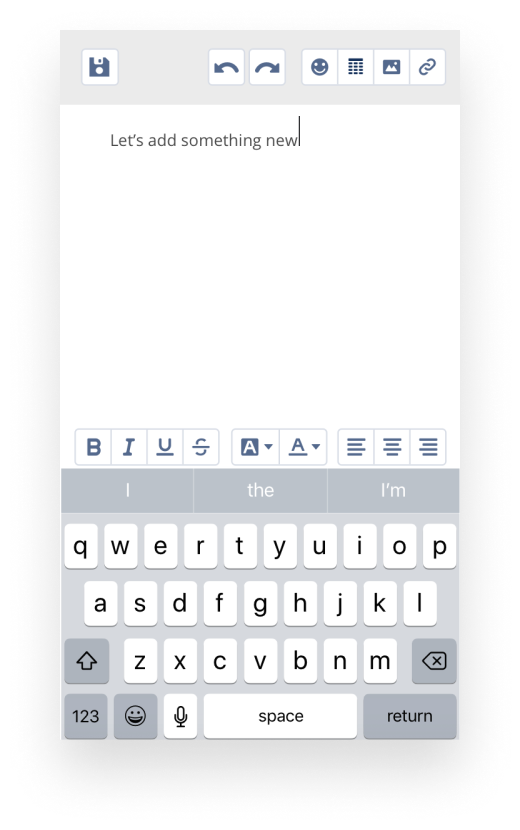 Let’s add something new
B I U S A A
I the I’m
q w e r t y u i o p
a s d f g h j k l
z x c v b n m
123 space return